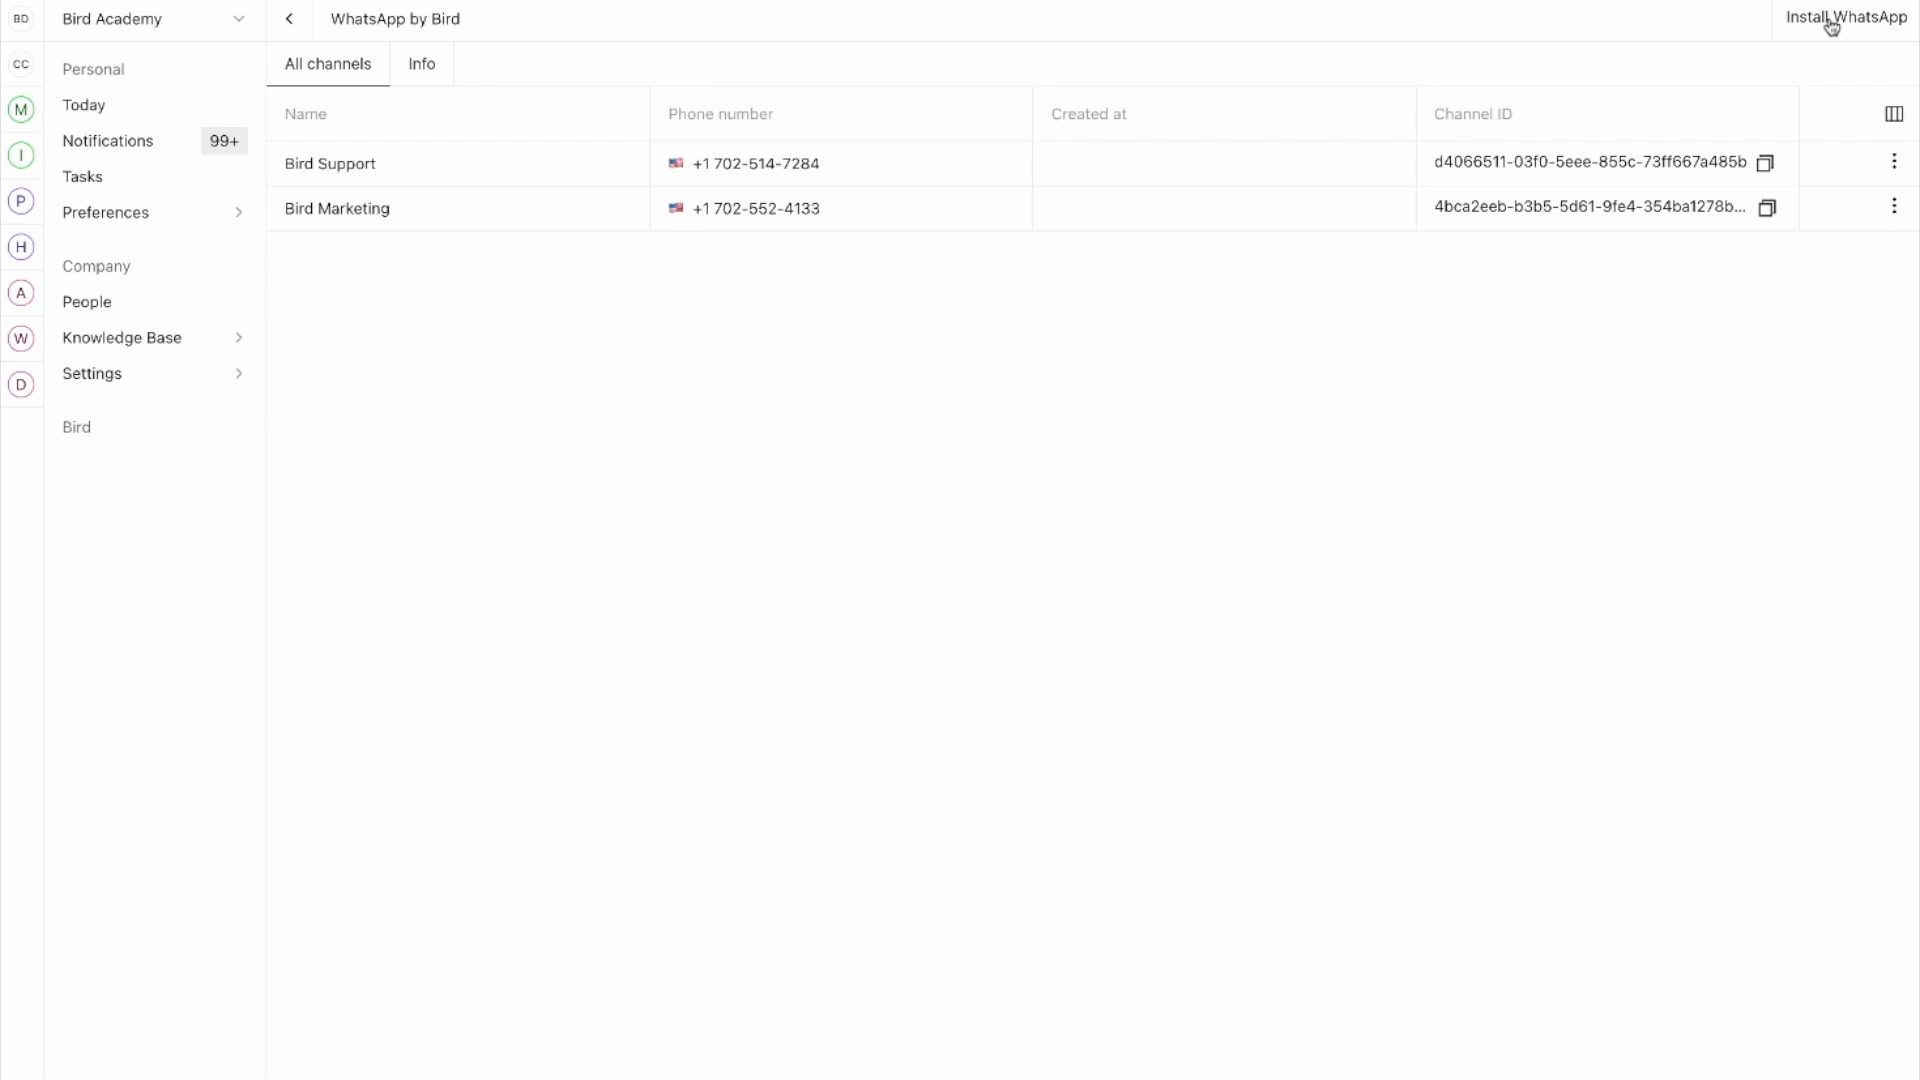 BD
Bird Academy
WhatsApp by Bird
Install WhatsApp
CC
Personal
All channels
Info
M
Today
Name
Phone number
Created at
Channel ID
Notifications
99+
I
Bird Support
+1 702-514-7284
d4066511-03f0-5eee-855c-73ff667a485b
Tasks
P
Preferences
Bird Marketing
+1 702-552-4133
4bca2eeb-b3b5-5d61-9fe4-354ba1278b...
H
Company
A
People
W
Knowledge Base
D
Settings
Bird